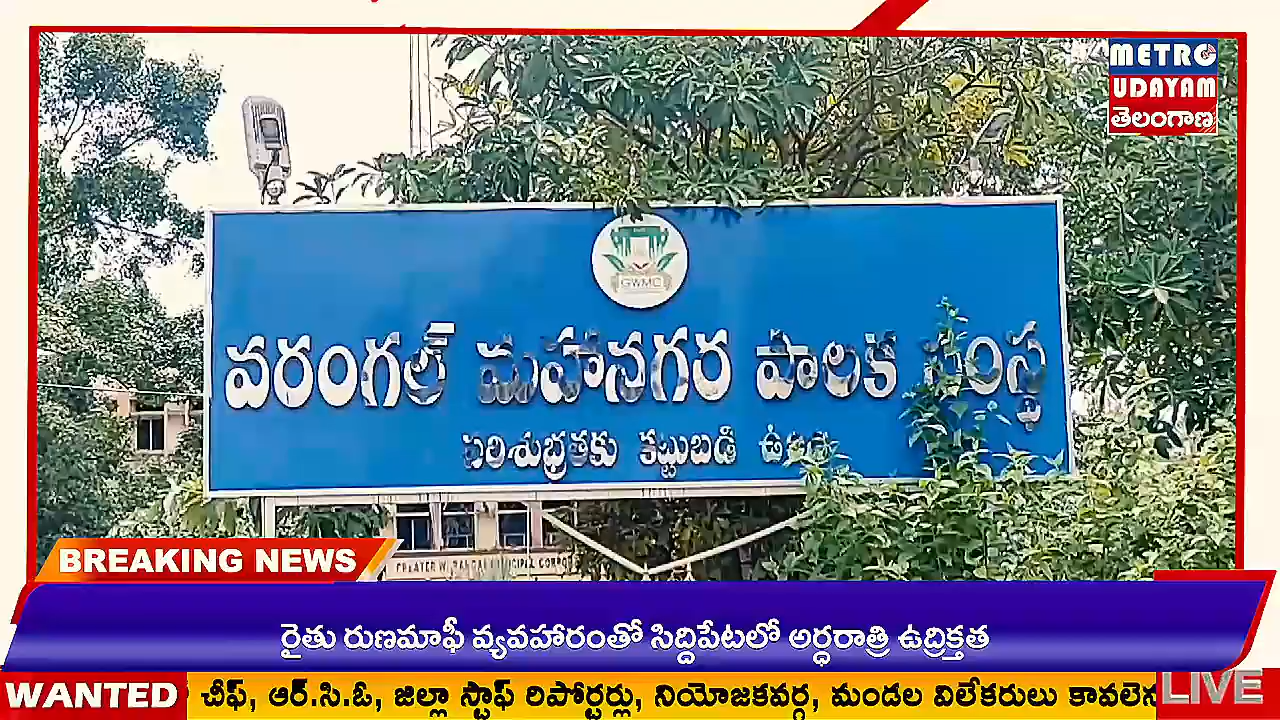 METRO
UDAYAM
తెలంగాణ
GWMC
వరంగల్ మహానగర పాలక సంస్థ
పరిశుభ్రతకు కట్టుబడి
BREAKING NEWS
రైతు రుణమాఫీ వ్యవహారంతో సిద్దిపేటలో అర్ధరాత్రి ఉద్రిక్తత
WANTED చీఫ్, ఆర్.సి.ఓ, జిల్లా స్టాఫ్ రిపోర్టర్లు, నియోజకవర్గ, మండల విలేకరులు
LIVE